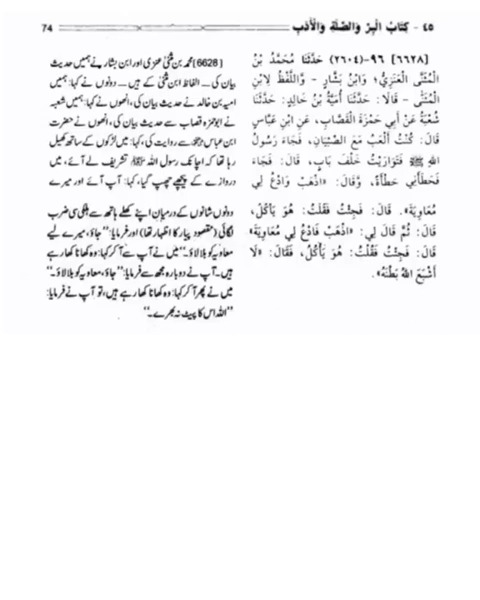 ٤٥ - كِتَابُ الْبِرِّ وَالصِّلَةِ وَالْأَدَبِ
74
[٦٦٢٨] ٩٦-(٢٦٠٤) حَدَّثَنَا مُحَمَّدُ بْنُ
الْمُثَنَّى الْعَنَزِيُّ؛ وَابْنُ بَشَّارٍ - وَاللَّفْظُ لِابْنِ
الْمُثَنَّى - قَالَا: حَدَّثَنَا أُمَيَّةُ بْنُ خَالِدٍ: حَدَّثَنَا
شُعْبَةُ عَنْ أَبِي حَمْزَةَ الْقَصَّابِ، عَنِ ابْنِ عَبَّاسٍ
قَالَ: كُنْتُ أَلْعَبُ مَعَ الصِّبْيَانِ، فَجَاءَ رَسُولُ
اللهِ ﷺ فَتَوَارَيْتُ خَلْفَ بَابٍ، قَالَ: فَجَاءَ
فَحَطَأَنِي حَطْأَةً، وَقَالَ: «اذْهَبْ وَادْعُ لِي
مُعَاوِيَةَ». قَالَ: فَجِئْتُ فَقُلْتُ: هُوَ يَأْكُلُ،
قَالَ: ثُمَّ قَالَ لِيَ: «اذْهَبْ فَادْعُ لِي مُعَاوِيَةَ»
قَالَ: فَجِئْتُ فَقُلْتُ: هُوَ يَأْكُلُ، فَقَالَ: «لَا
أَشْبَعَ اللهُ بَطْنَهُ».
[6628] محمد بن مثنیٰ عنزی اور ابن بشار نے ہمیں حدیث
بیان کی ــ الفاظ ابن مثنیٰ کے ہیں ــ دونوں نے کہا: ہمیں
امیہ بن خالد نے حدیث بیان کی، انھوں نے کہا: ہمیں شعبہ
نے ابوحمزہ قصاب سے حدیث بیان کی، انھوں نے حضرت
ابن عباس رضی اللہ عنہما سے روایت کی، کہا: میں لڑکوں کے ساتھ کھیل
رہا تھا کہ اچانک رسول اللہ ﷺ تشریف لے آئے، میں
دروازے کے پیچھے چھپ گیا، کہا: آپ آئے اور میرے
دونوں شانوں کے درمیان اپنے کھلے ہاتھ سے ہلکی سی ضرب
لگائی (مقصود پیار کا اظہار تھا) اور فرمایا: ''جاؤ، میرے لیے
معاویہ کو بلا لاؤ۔'' میں نے آپ سے آ کر کہا: وہ کھانا کھا رہے
ہیں۔ آپ نے دوبارہ مجھ سے فرمایا: ''جاؤ، معاویہ کو بلا لاؤ۔''
میں نے پھر آ کر کہا: وہ کھانا کھا رہے ہیں، تو آپ نے فرمایا:
''اللہ اس کا پیٹ نہ بھرے۔''